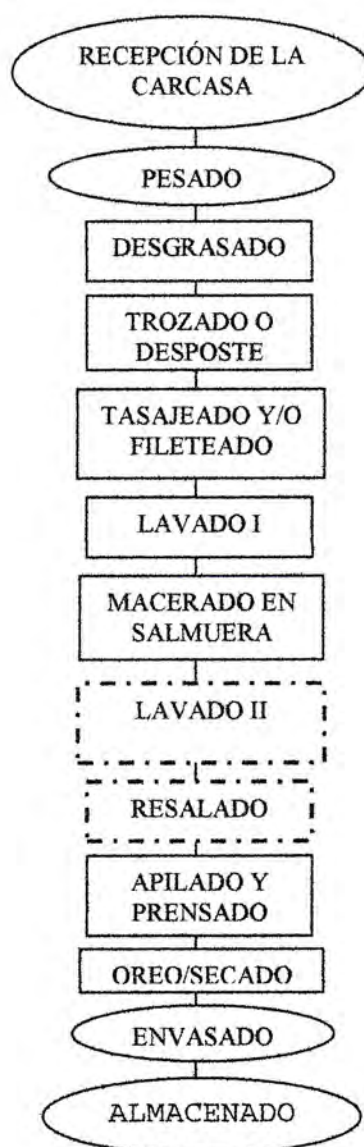 RECEPCIÓN DE LA
CARCASA
PESADO
DESGRASADO
TROZADO O
DESPOSTE
TASAJEADO Y/O
FILETEADO
LAVADO I
MACERADO EN
SALMUERA
LAVADO II
RESALADO
APILADO Y
PRENSADO
OREO/SECADO
ENVASADO
ALMACENADO